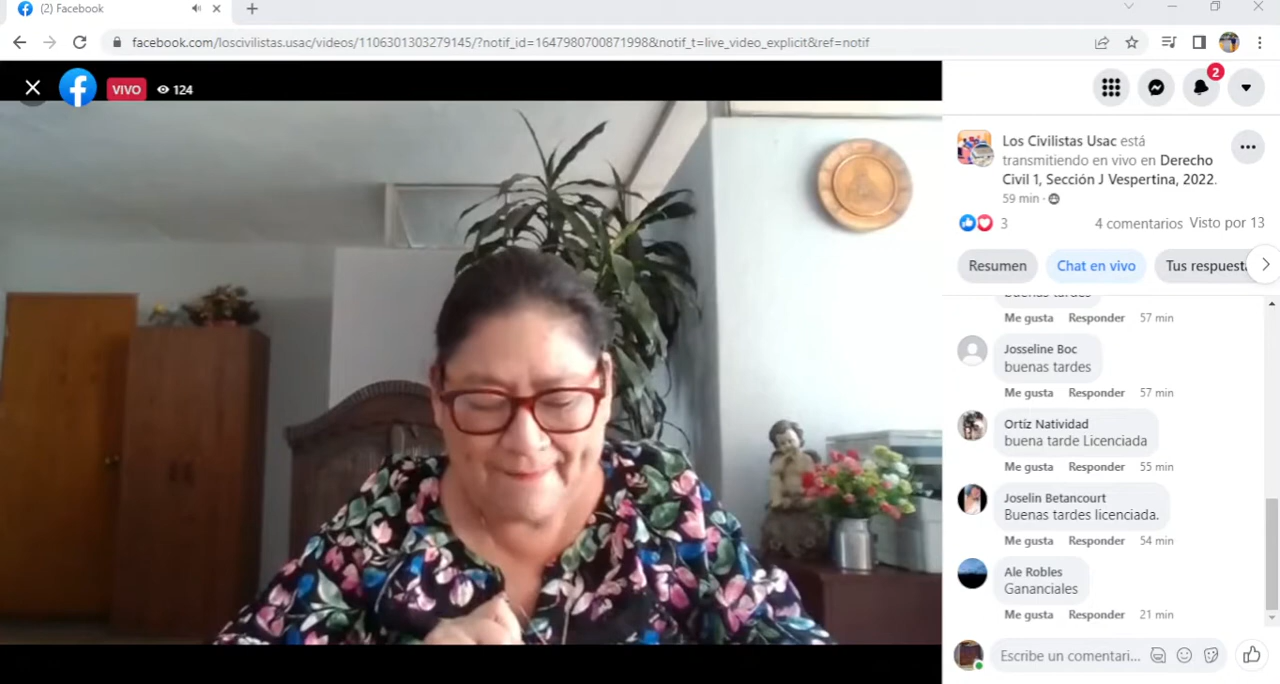 (2) Facebook
facebook.com/loscivilistas.usac/videos/1106301303279145/?notif_id=1647980700871998&notif_t=live_video_explicit&ref=notif
VIVO 124
2
Los Civilistas Usac está
transmitiendo en vivo en Derecho
Civil 1, Sección J Vespertina, 2022.
59 min ·
3 4 comentarios Visto por 13
Resumen Chat en vivo Tus respuest
buenas tardes
Me gusta Responder 57 min
Josseline Boc
buenas tardes
Me gusta Responder 57 min
Ortíz Natividad
buena tarde Licenciada
Me gusta Responder 55 min
Joselin Betancourt
Buenas tardes licenciada.
Me gusta Responder 54 min
Ale Robles
Gananciales
Me gusta Responder 21 min
Escribe un comentari...